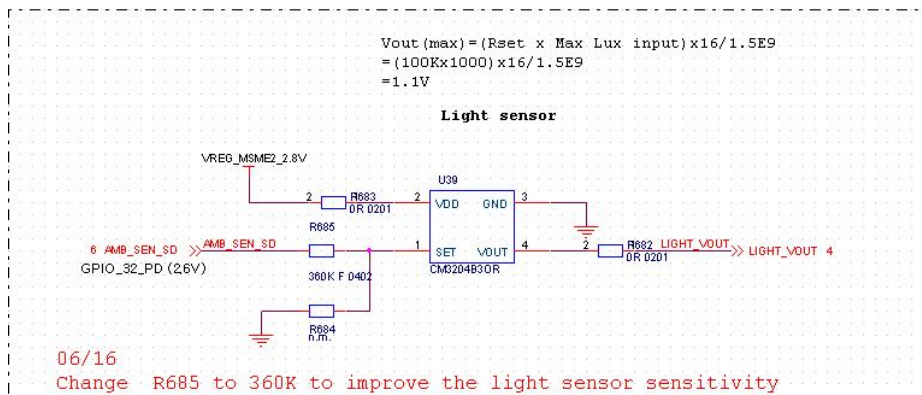 Vout(max)=(Rset x Max Lux input)x16/1.5E9
=(100Kx1000)x16/1.5E9
=1.1V
Light sensor
VREG_MSME2_2.8V
U39
2 R683 2 VDD GND 3
0R 0201
R685
6 AMB_SEN_SD AMB_SEN_SD 1 SET VOUT 4 2 R682 LIGHT_VOUT LIGHT_VOUT 4
0R 0201
GPIO_32_PD (2,6V)
360K F 0402
CM3204B3OR
R684
n.m.
06/16
Change R685 to 360K to improve the light sensor sensitivity